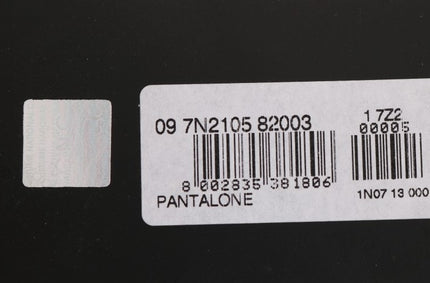 09 7N2105 82003
1 7Z2
00005
8 002835 381806
1N07 13 000
PANTALONE